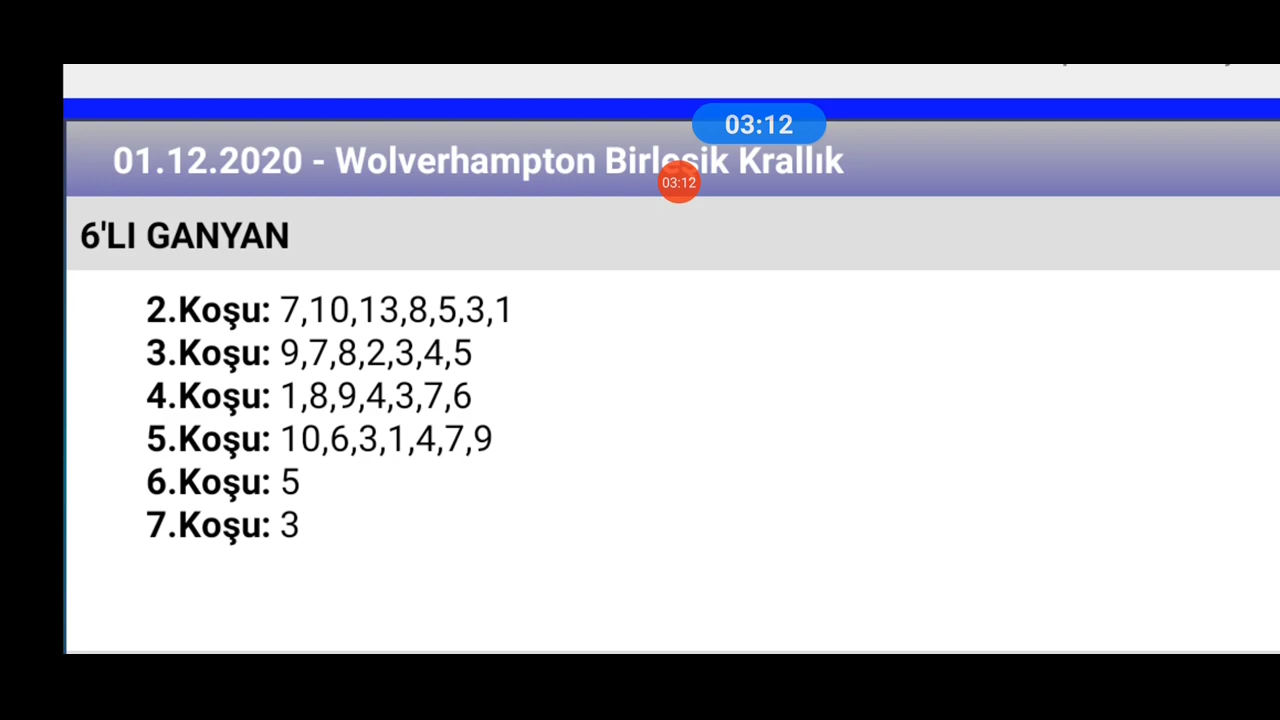 03:12
01.12.2020 - Wolverhampton Birleşik Krallık
03:12
6'LI GANYAN
2.Koşu: 7,10,13,8,5,3,1
3.Koşu: 9,7,8,2,3,4,5
4.Koşu: 1,8,9,4,3,7,6
5.Koşu: 10,6,3,1,4,7,9
6.Koşu: 5
7.Koşu: 3